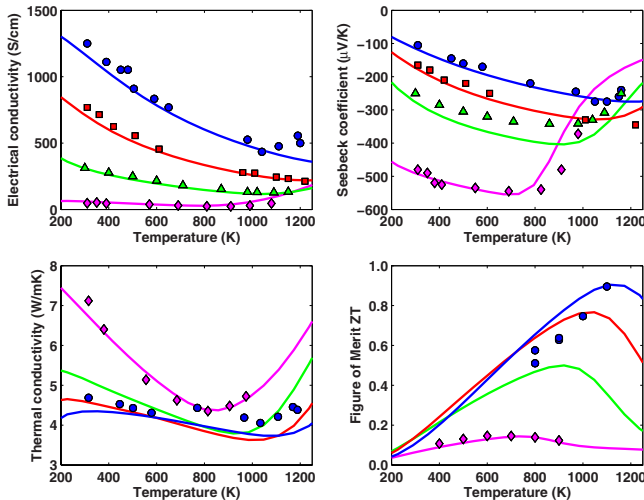 Electrical conductivity (S/cm)
1500
1000
500
0
200 400 600 800 1000 1200
Temperature (K)
Seebeck coefficient (μV/K)
0
−100
−200
−300
−400
−500
−600
200 400 600 800 1000 1200
Temperature (K)
Thermal conductivity (W/mK)
8
7
6
5
4
3
200 400 600 800 1000 1200
Temperature (K)
Figure of Merit ZT
1.0
0.8
0.6
0.4
0.2
0.0
200 400 600 800 1000 1200
Temperature (K)